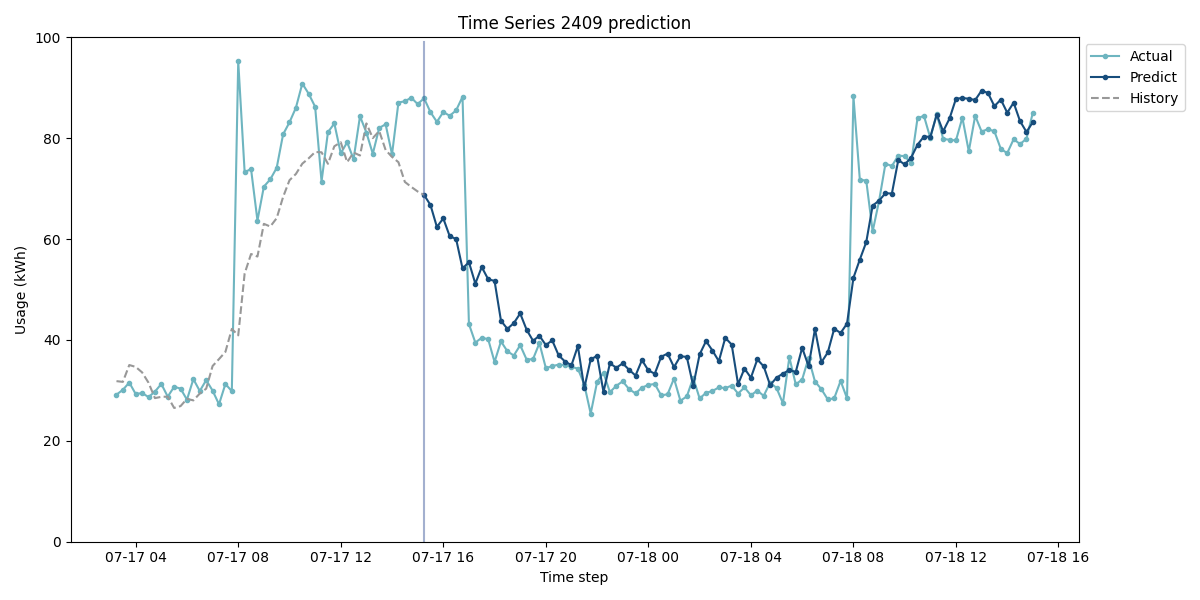 Time Series 2409 prediction
100
80
60
40
20
0
Usage (kWh)
07-17 04
07-17 08
07-17 12
07-17 16
07-17 20
07-18 00
07-18 04
07-18 08
07-18 12
07-18 16
Time step
Actual
Predict
History